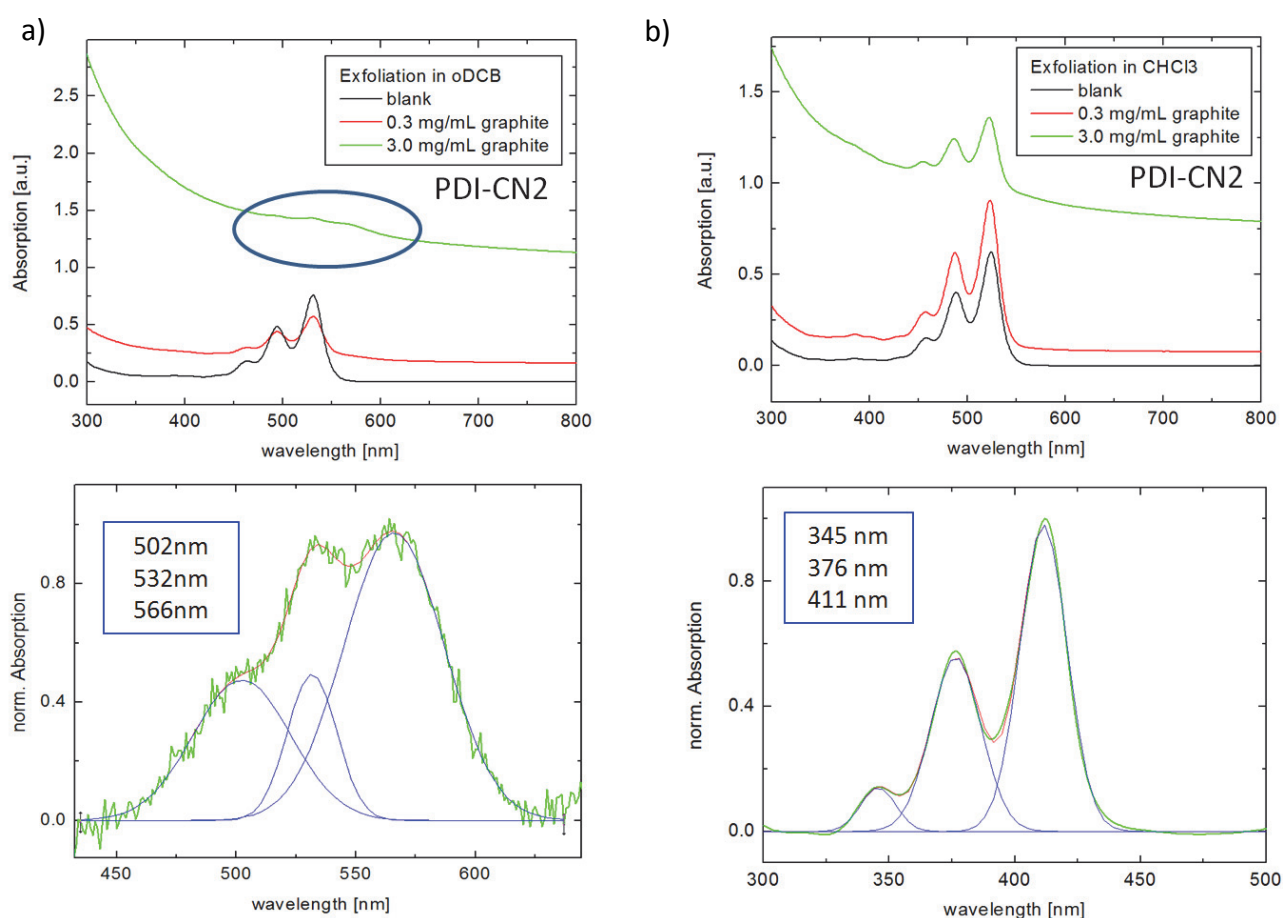 a)
Absorption [a.u.]
2.5
2.0
1.5
1.0
0.5
0.0
Exfoliation in oDCB
blank
0.3 mg/mL graphite
3.0 mg/mL graphite
PDI-CN2
300 400 500 600 700 800
wavelength [nm]
b)
Absorption [a.u.]
1.5
1.0
0.5
0.0
Exfoliation in CHCl3
blank
0.3 mg/mL graphite
3.0 mg/mL graphite
PDI-CN2
300 400 500 600 700 800
wavelength [nm]
norm. Absorption
0.8
0.4
0.0
502nm
532nm
566nm
450 500 550 600
wavelength [nm]
norm. Absorption
0.8
0.4
0.0
345 nm
376 nm
411 nm
300 350 400 450 500
wavelength [nm]